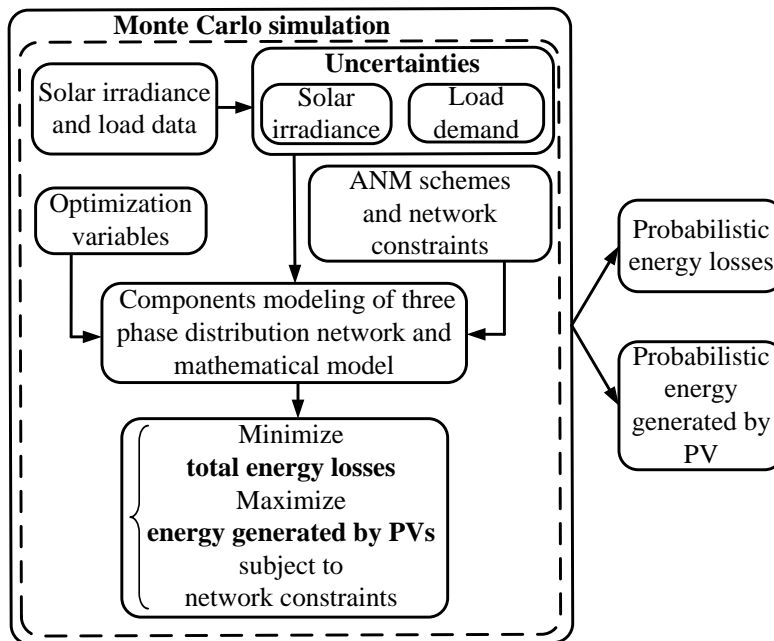 Monte Carlo simulation
Uncertainties
Solar irradiance
and load data
Solar
irradiance
Load
demand
ANM schemes
and network
constraints
Optimization
variables
Components modeling of three
phase distribution network and
mathematical model
Minimize
total energy losses
Maximize
energy generated by PVs
subject to
network constraints
Probabilistic
energy losses
Probabilistic
energy
generated by
PV